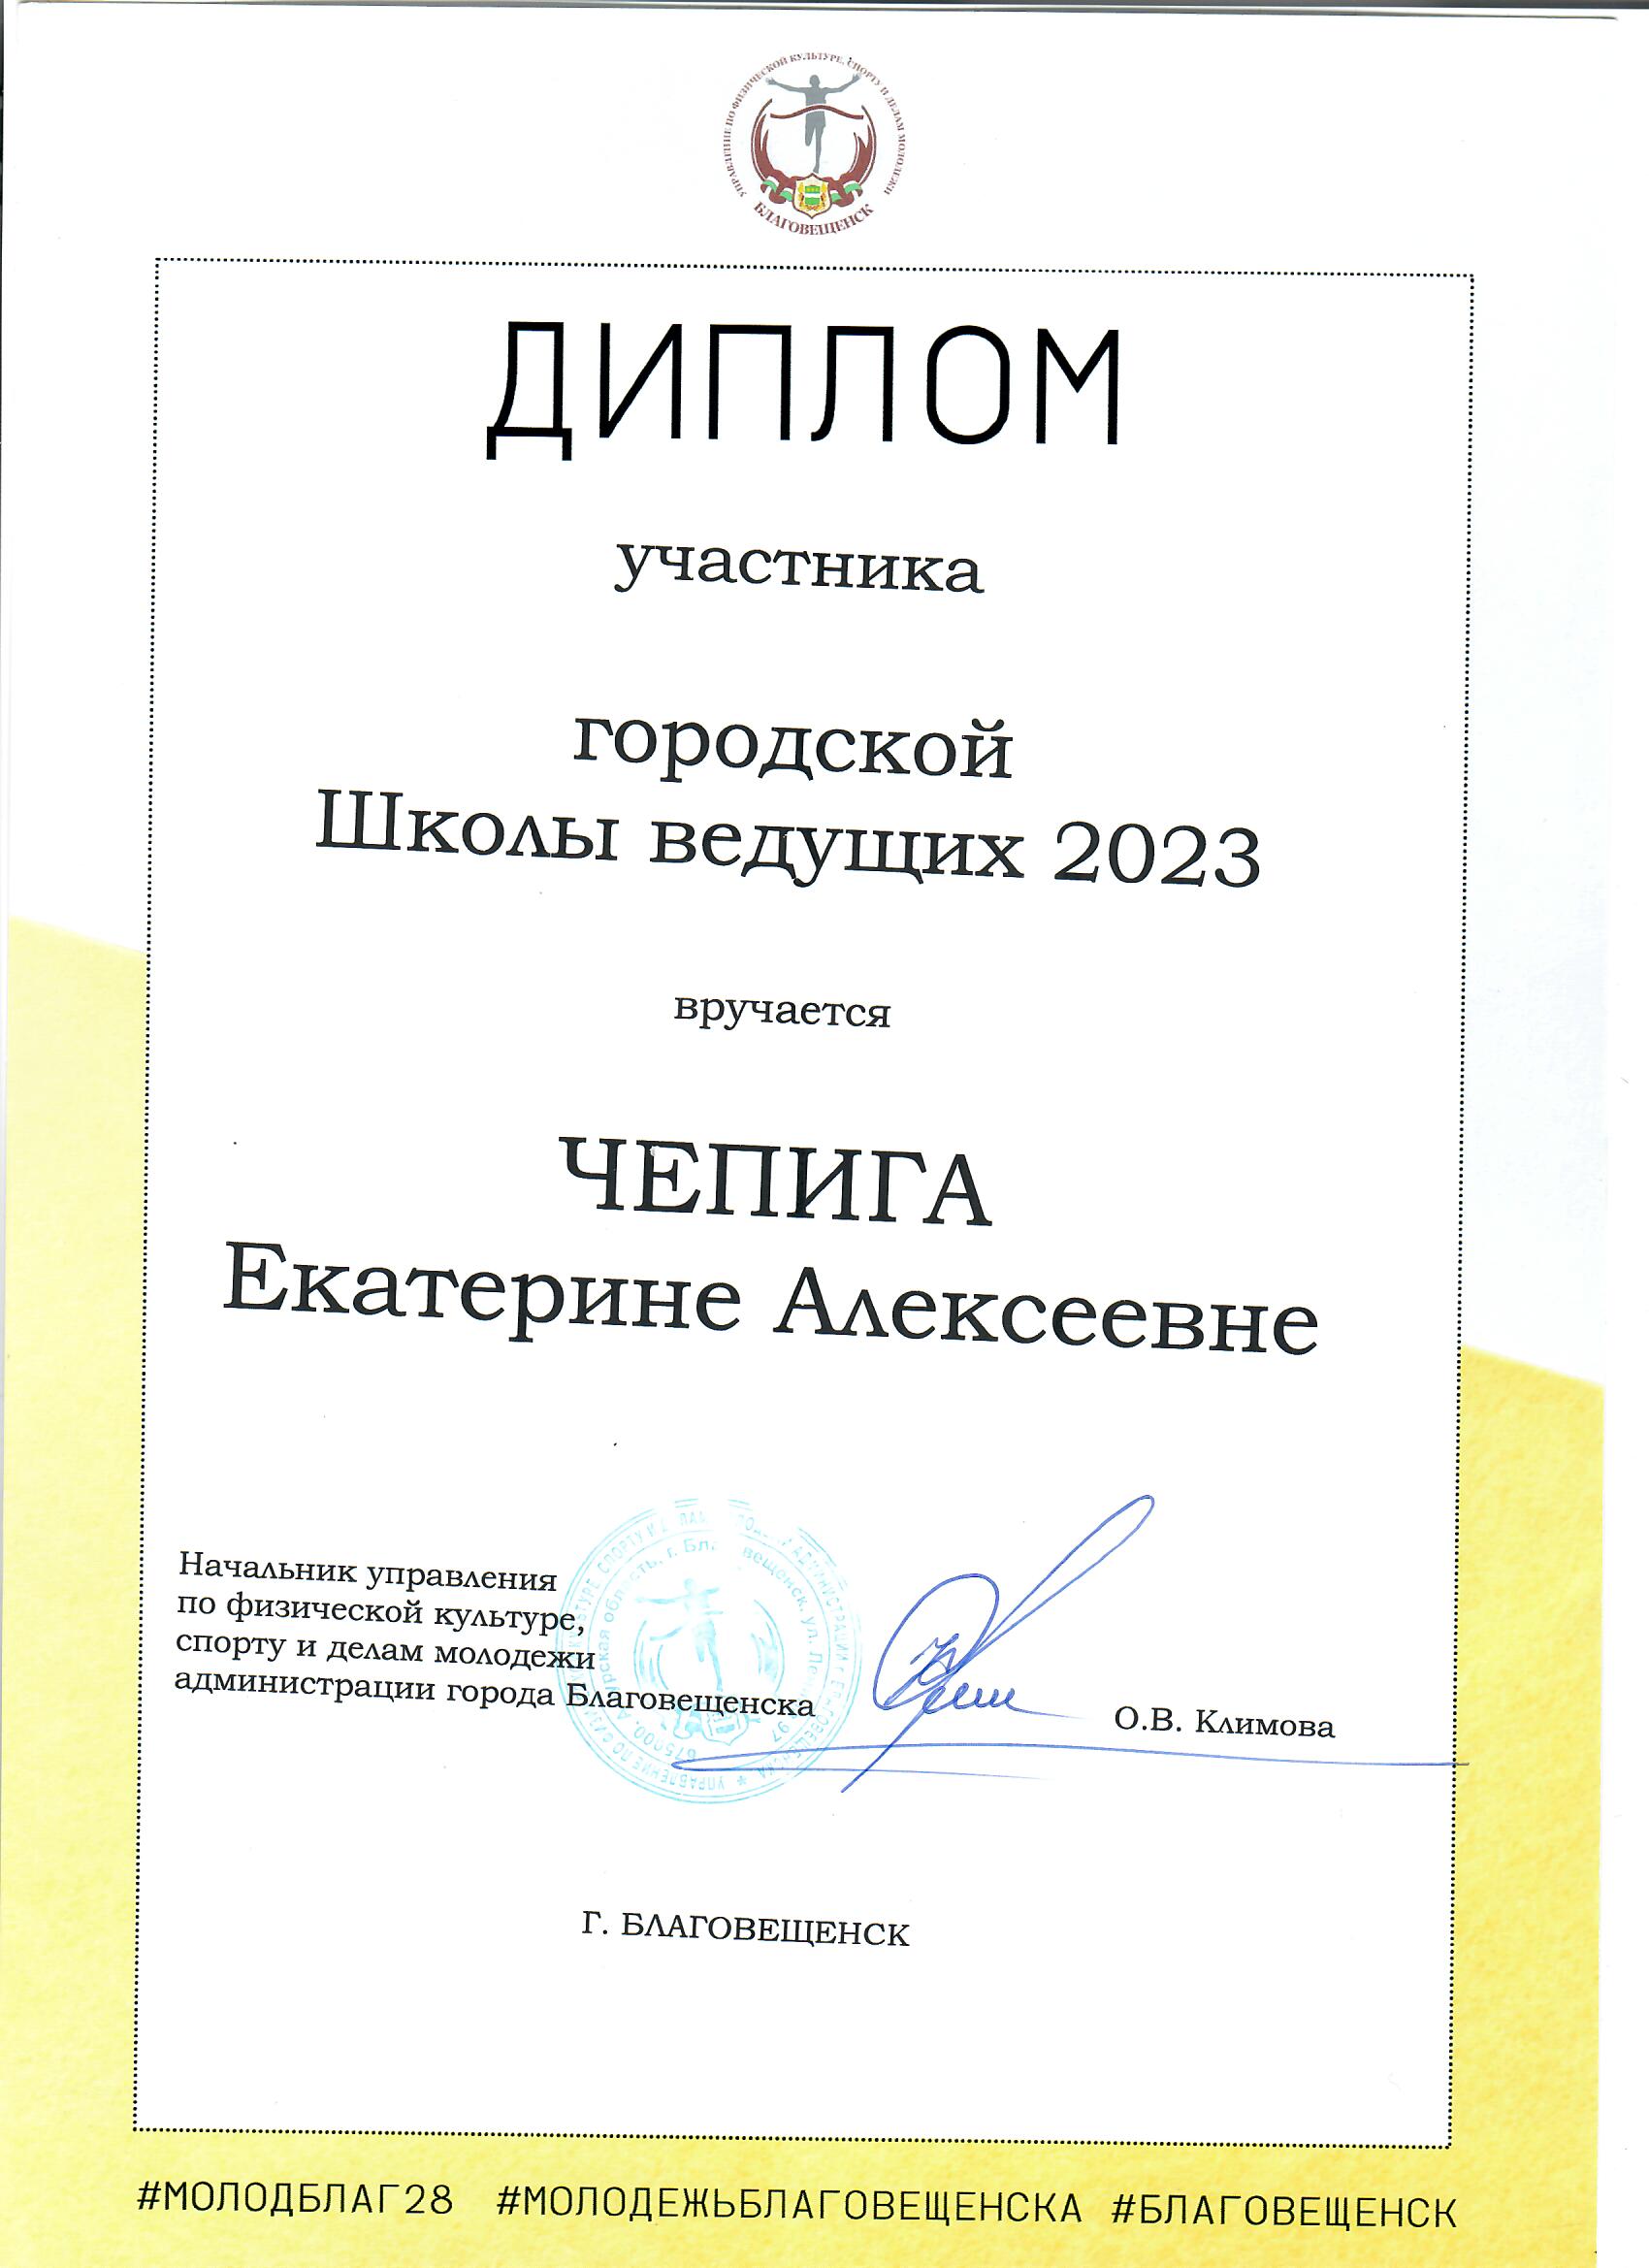 УПРАВЛЕНИЕ ПО ФИЗИЧЕСКОЙ КУЛЬТУРЕ, СПОРТУ И ДЕЛАМ МОЛОДЕЖИ
БЛАГОВЕЩЕНСК
ДИПЛОМ
участника
городской
Школы ведущих 2023
вручается
ЧЕПИГА
Екатерине Алексеевне
Начальник управления
по физической культуре,
спорту и делам молодежи
администрации города Благовещенска
О.В. Климова
Г. БЛАГОВЕЩЕНСК
#МОЛОДБЛАГ28 #МОЛОДЕЖЬБЛАГОВЕЩЕНСКА #БЛАГОВЕЩЕНСК